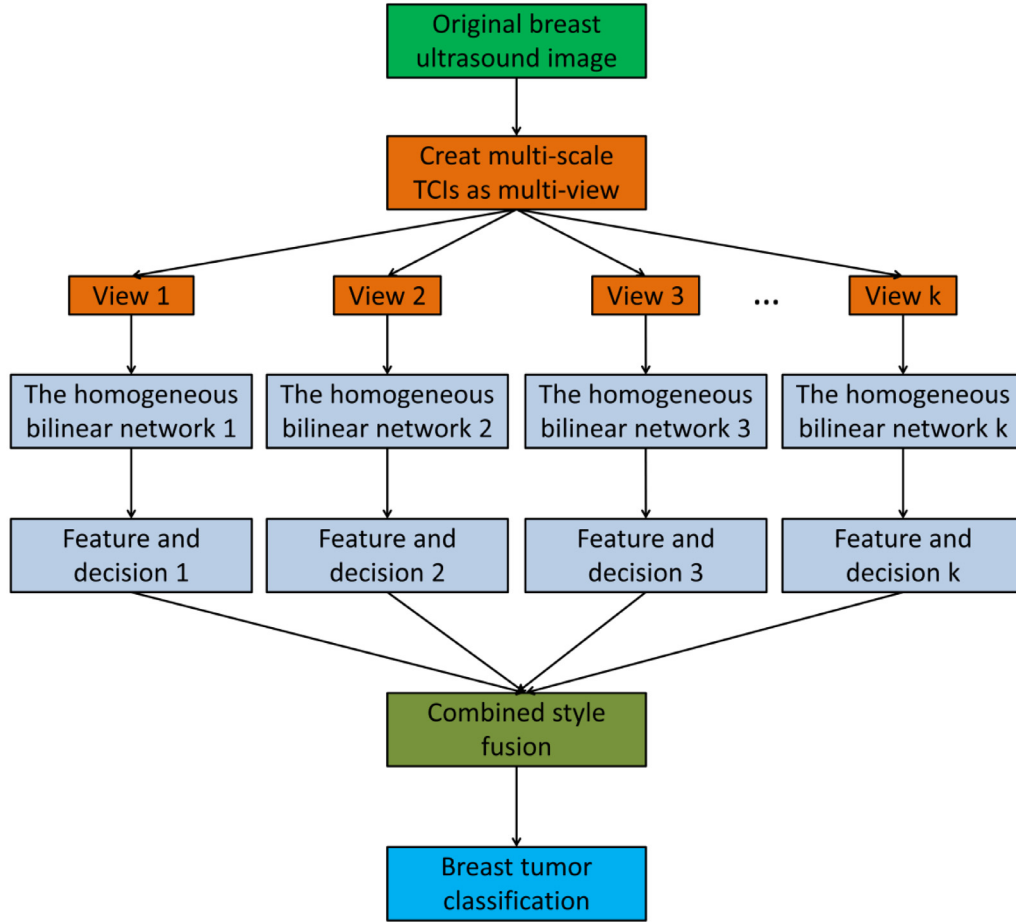 Original breast
ultrasound image
Creat multi-scale
TCIs as multi-view
View 1
View 2
View 3
...
View k
The homogeneous
bilinear network 1
The homogeneous
bilinear network 2
The homogeneous
bilinear network 3
The homogeneous
bilinear network k
Feature and
decision 1
Feature and
decision 2
Feature and
decision 3
Feature and
decision k
Combined style
fusion
Breast tumor
classification